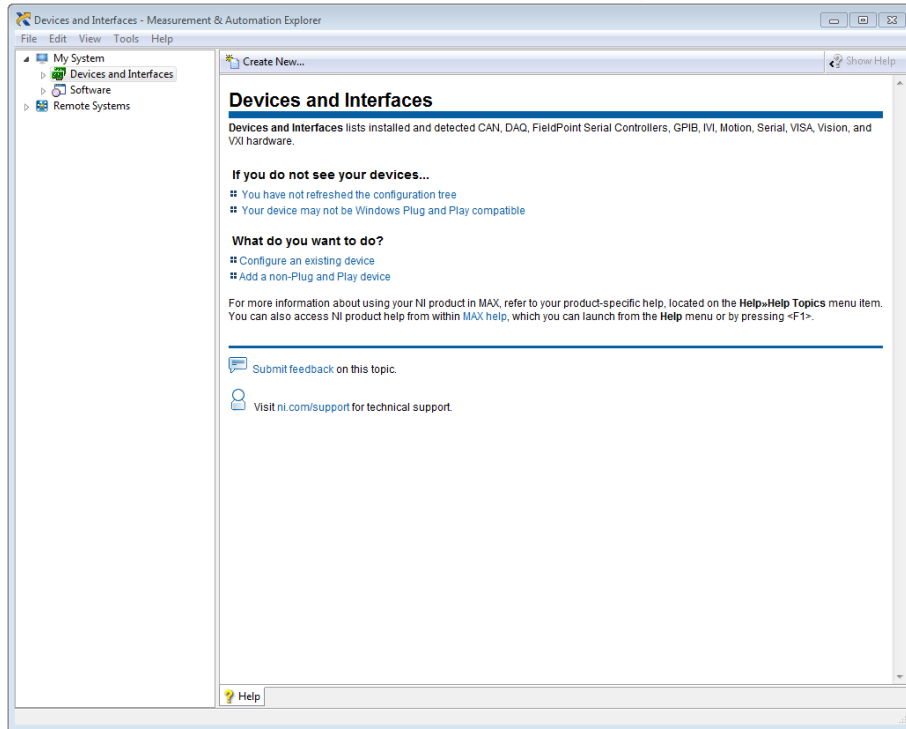 Devices and Interfaces - Measurement & Automation Explorer
File Edit View Tools Help
My System
Devices and Interfaces
Software
Remote Systems
Create New...
Show Help
Devices and Interfaces
Devices and Interfaces lists installed and detected CAN, DAQ, FieldPoint Serial Controllers, GPIB, IVI, Motion, Serial, VISA, Vision, and
VXI hardware.
If you do not see your devices...
You have not refreshed the configuration tree
Your device may not be Windows Plug and Play compatible
What do you want to do?
Configure an existing device
Add a non-Plug and Play device
For more information about using your NI product in MAX, refer to your product-specific help, located on the Help»Help Topics menu item.
You can also access NI product help from within MAX help, which you can launch from the Help menu or by pressing <F1>.
Submit feedback on this topic.
Visit ni.com/support for technical support.
Help